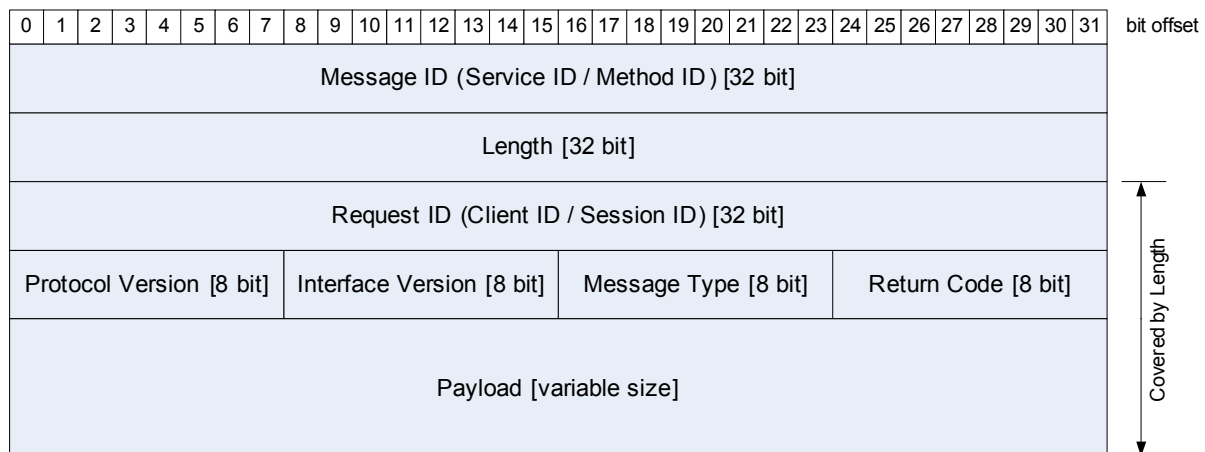 0 1 2 3 4 5 6 7 8 9 10 11 12 13 14 15 16 17 18 19 20 21 22 23 24 25 26 27 28 29 30 31 bit offset
Message ID (Service ID / Method ID) [32 bit]
Length [32 bit]
Request ID (Client ID / Session ID) [32 bit]
Protocol Version [8 bit] Interface Version [8 bit] Message Type [8 bit] Return Code [8 bit]
Payload [variable size]
Covered by Length